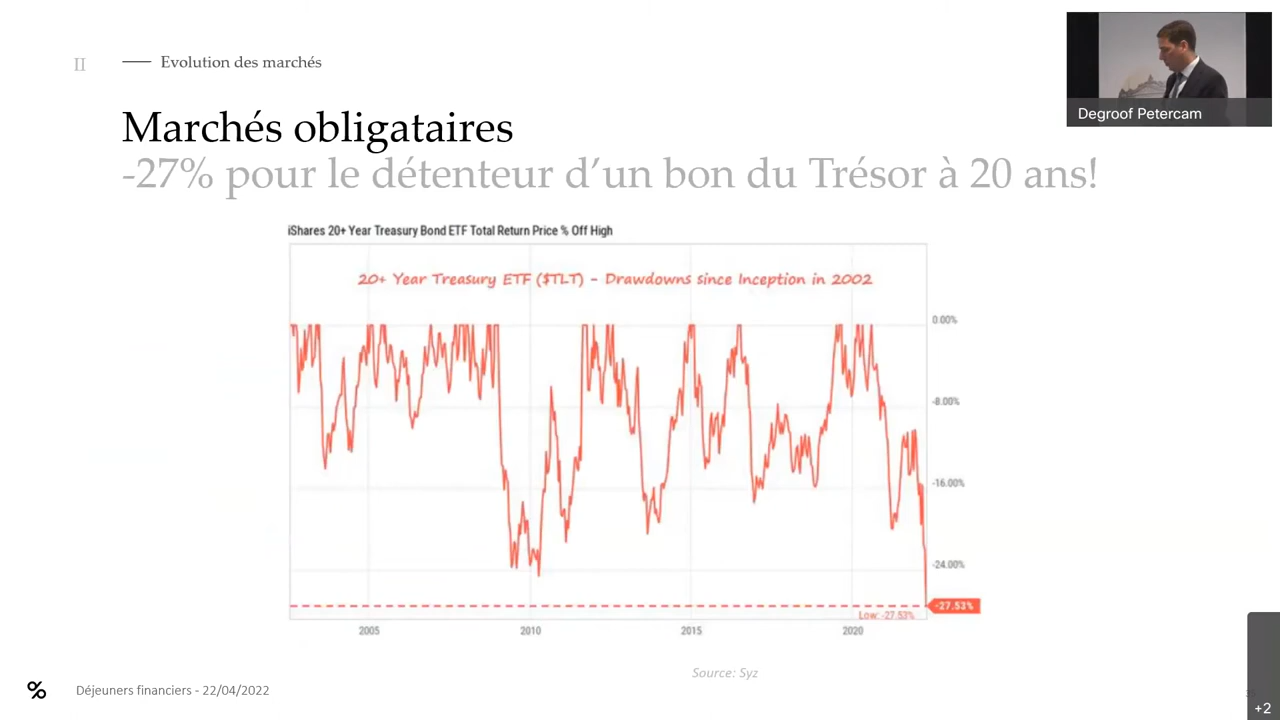 II
Evolution des marchés
Degroof Petercam
Marchés obligataires
-27% pour le détenteur d’un bon du Trésor à 20 ans!
iShares 20+ Year Treasury Bond ETF Total Return Price % Off High
20+ Year Treasury ETF ($TLT) - Drawdowns since Inception in 2002
0.00%
-8.00%
-16.00%
-24.00%
-27.53%
Low: -27.53%
2005 2010 2015 2020
Source: Syz
% Déjeuners financiers - 22/04/2022
+2